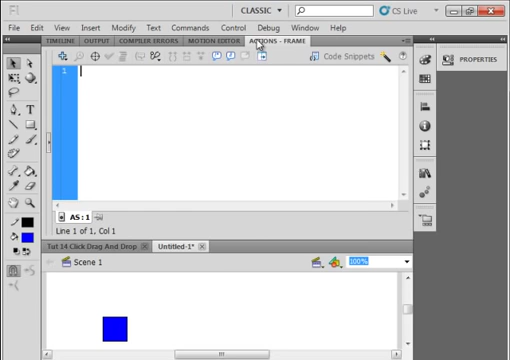 Fl
CLASSIC
CS Live
File Edit View Insert Modify Text Commands Control Debug Window Help
TIMELINE OUTPUT COMPILER ERRORS MOTION EDITOR ACTIONS - FRAME
Code Snippets
PROPERTIES
1
AS : 1
Line 1 of 1, Col 1
Tut 14 Click Drag And Drop Untitled-1*
Scene 1
100%